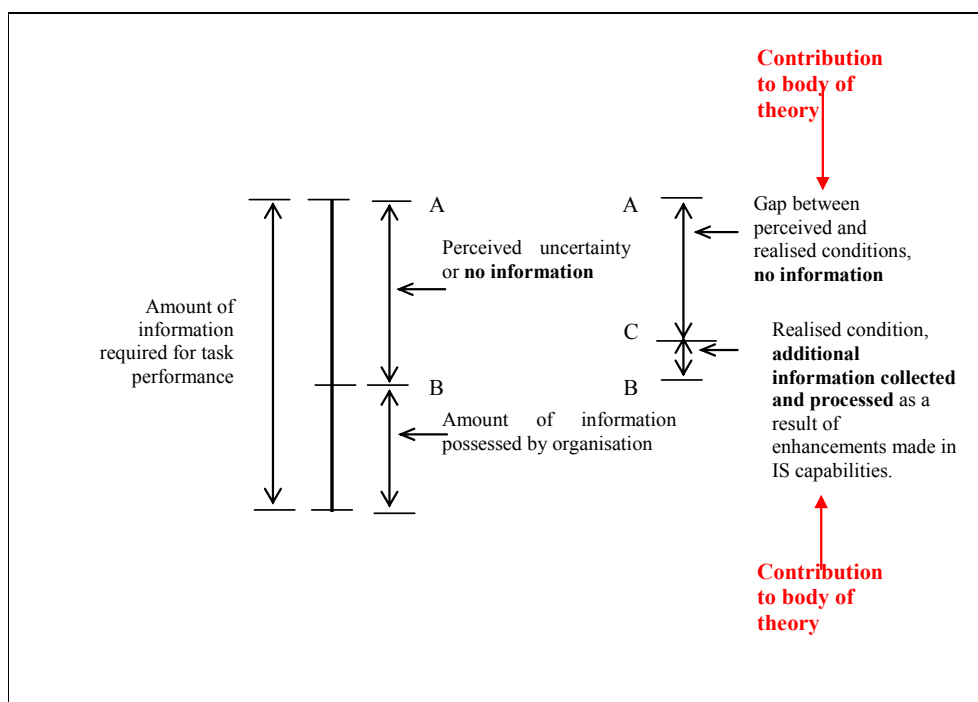 Contribution
to body of
theory
A
Perceived uncertainty
or no information
Amount of
information
required for task
performance
B
Amount of information
possessed by organisation
A
Gap between
perceived and
realised conditions,
no information
C
Realised condition,
additional
information collected
and processed as a
result of
enhancements made in
IS capabilities.
B
Contribution
to body of
theory